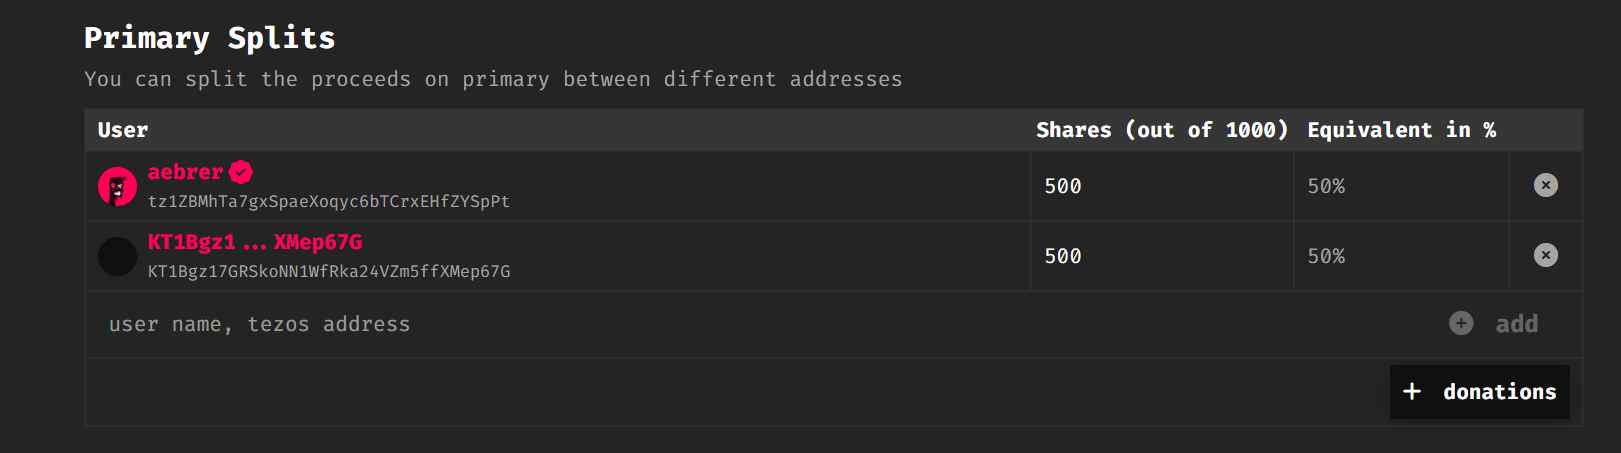 Primary Splits
You can split the proceeds on primary between different addresses
User Shares (out of 1000) Equivalent in %
aebrer
tz1ZBMhTa7gxSpaeXoqyc6bTCrxEHfZYSpPt
500 50%
KT1Bgz1 ... XMep67G
KT1Bgz17GRSkoNN1WfRka24VZm5ffXMep67G
500 50%
user name, tezos address add
donations